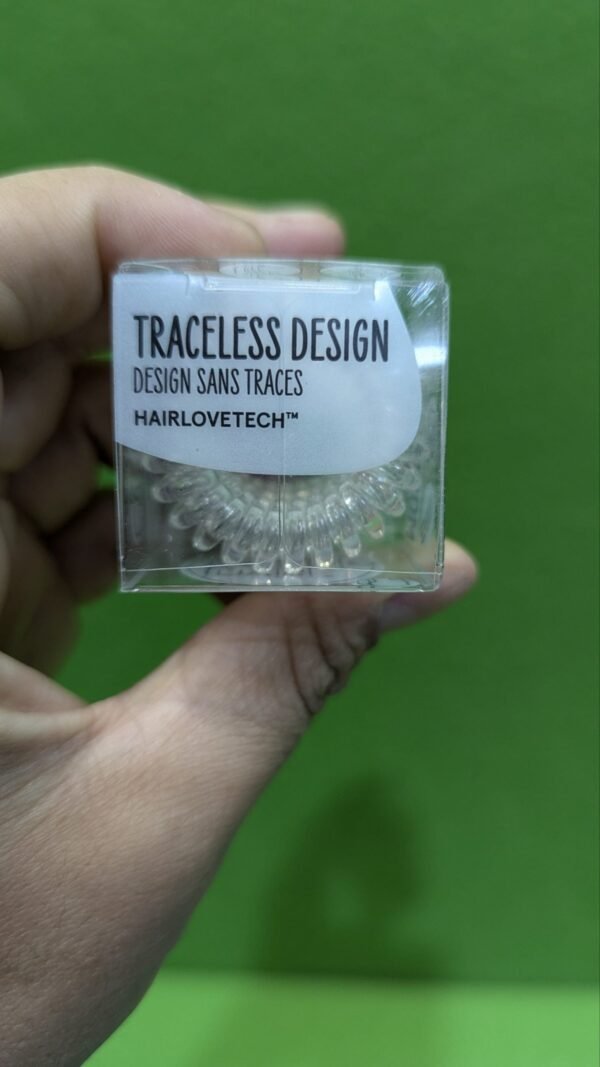 TRACELESS DESIGN
DESIGN SANS TRACES
HAIRLOVETECH™